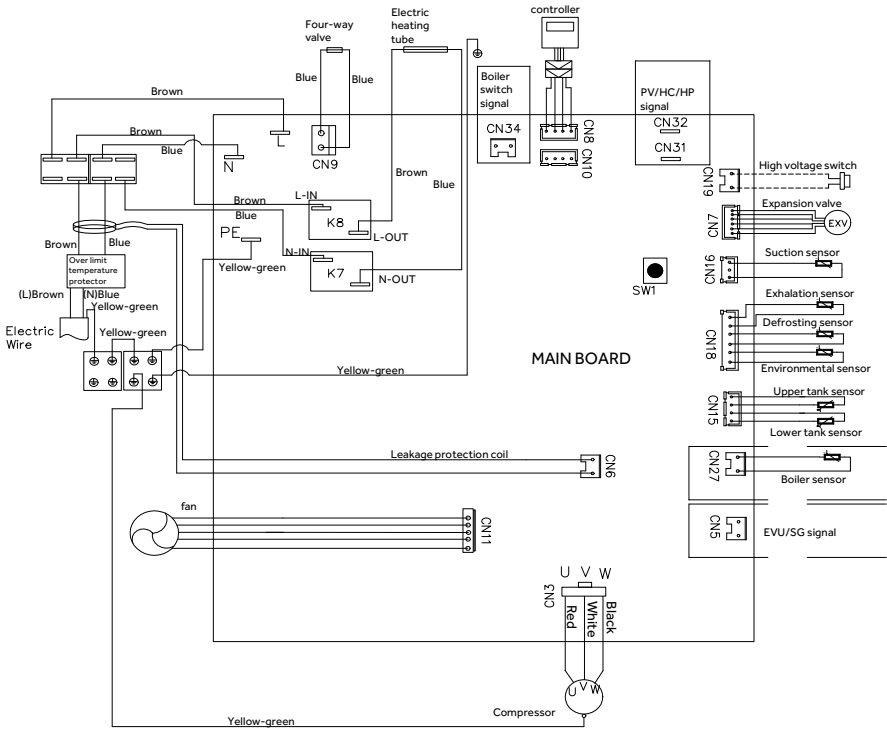 controller
Four-way
valve
Electric
heating
tube
Blue
Blue
Boiler
switch
signal
CN34
CN8
CN10
PV/HC/HP
signal
CN32
CN31
Brown
L
CN9
Brown
Blue
N
CN19
High voltage switch
Brown
Blue
L-IN
K8
L-OUT
Brown
Blue
Brown
Blue
PE
Yellow-green
N-IN
K7
N-OUT
CN7
Expansion valve
EXV
Over limit
temperature
protector
SW1
CN16
Suction sensor
(L)Brown
(N)Blue
Yellow-green
Electric
Wire
Yellow-green
Exhalation sensor
Defrosting sensor
CN18
Environmental sensor
MAIN BOARD
Yellow-green
CN15
Upper tank sensor
Lower tank sensor
Leakage protection coil
CN6
CN27
Boiler sensor
fan
CN11
CN5
EVU/SG signal
U V W
CN3
Red
White
Black
U V W
Compressor
Yellow-green